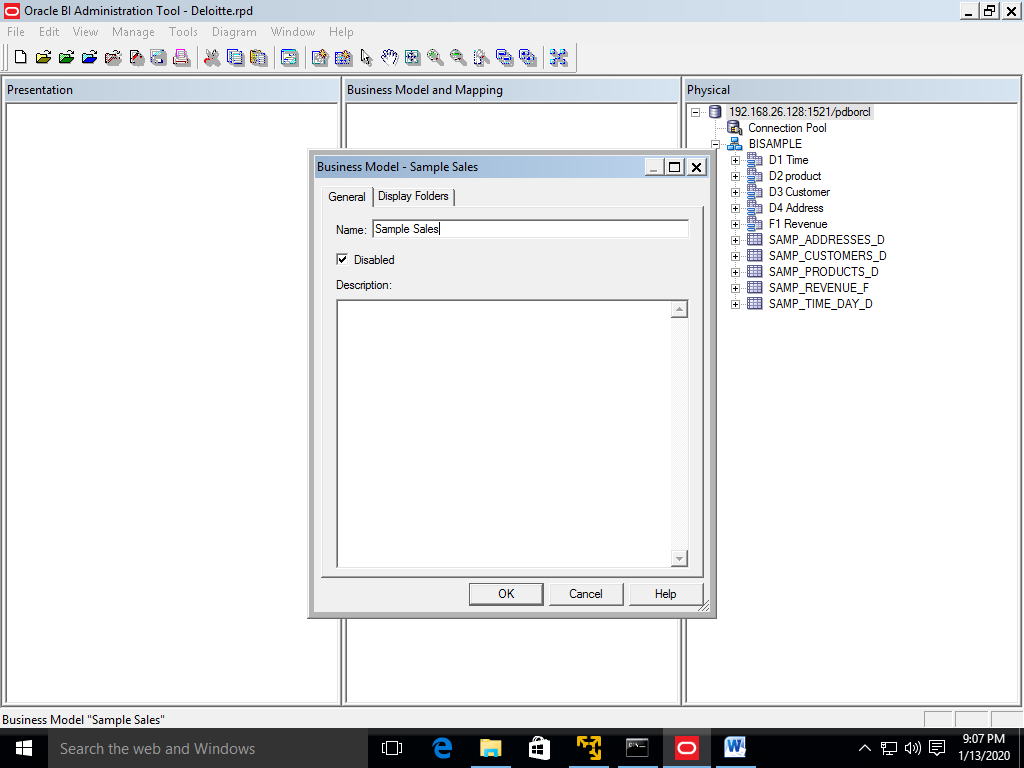 Oracle BI Administration Tool - Deloitte.rpd
File Edit View Manage Tools Diagram Window Help
Presentation
Business Model and Mapping
Physical
192.168.26.128:1521/pdborcl
Connection Pool
BISAMPLE
D1 Time
D2 product
D3 Customer
D4 Address
F1 Revenue
SAMP_ADDRESSES_D
SAMP_CUSTOMERS_D
SAMP_PRODUCTS_D
SAMP_REVENUE_F
SAMP_TIME_DAY_D
Business Model - Sample Sales
General Display Folders
Name: Sample Sales
Disabled
Description:
OK Cancel Help
Business Model "Sample Sales"
Search the web and Windows
9:07 PM
1/13/2020